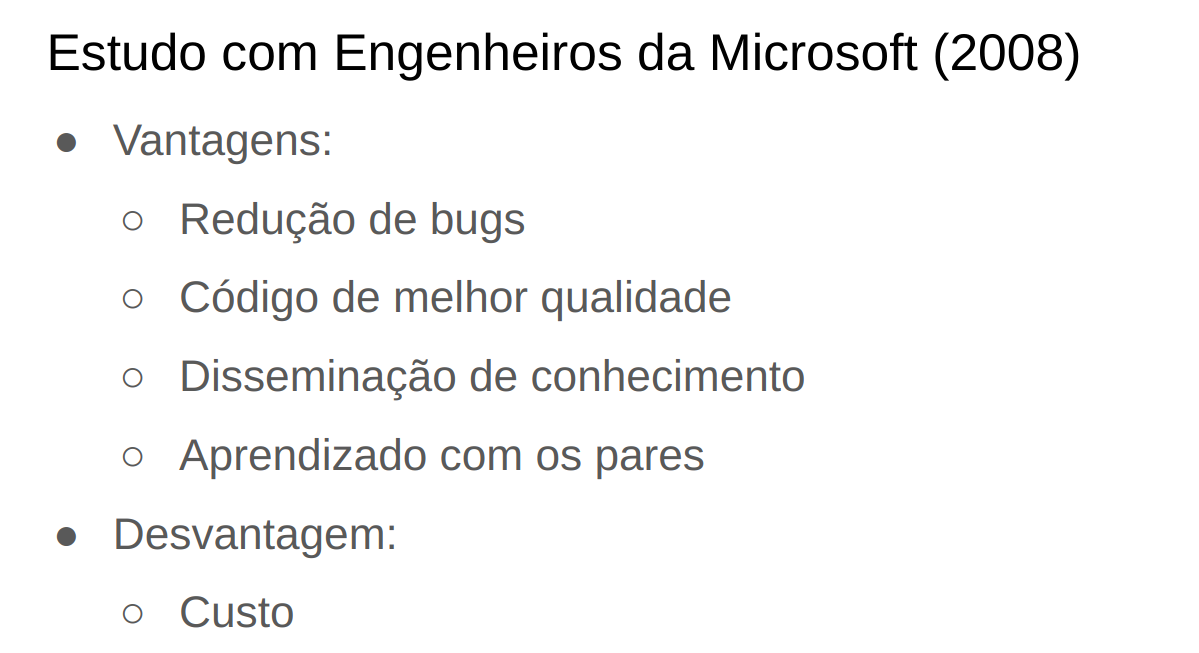 Estudo com Engenheiros da Microsoft (2008)
● Vantagens:
○ Redução de bugs
○ Código de melhor qualidade
○ Disseminação de conhecimento
○ Aprendizado com os pares
● Desvantagem:
○ Custo